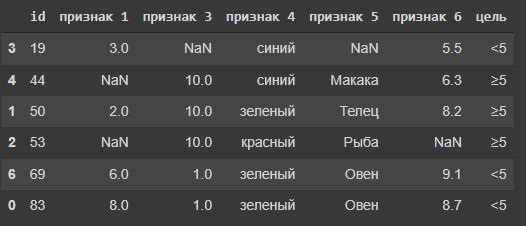 id признак 1 признак 3 признак 4 признак 5 признак 6 цель
3 19 3.0 NaN синий NaN 5.5 <5
4 44 NaN 10.0 синий Макака 6.3 ≥5
1 50 2.0 10.0 зеленый Телец 8.2 ≥5
2 53 NaN 10.0 красный Рыба NaN ≥5
6 69 6.0 1.0 зеленый Овен 9.1 <5
0 83 8.0 1.0 зеленый Овен 8.7 <5